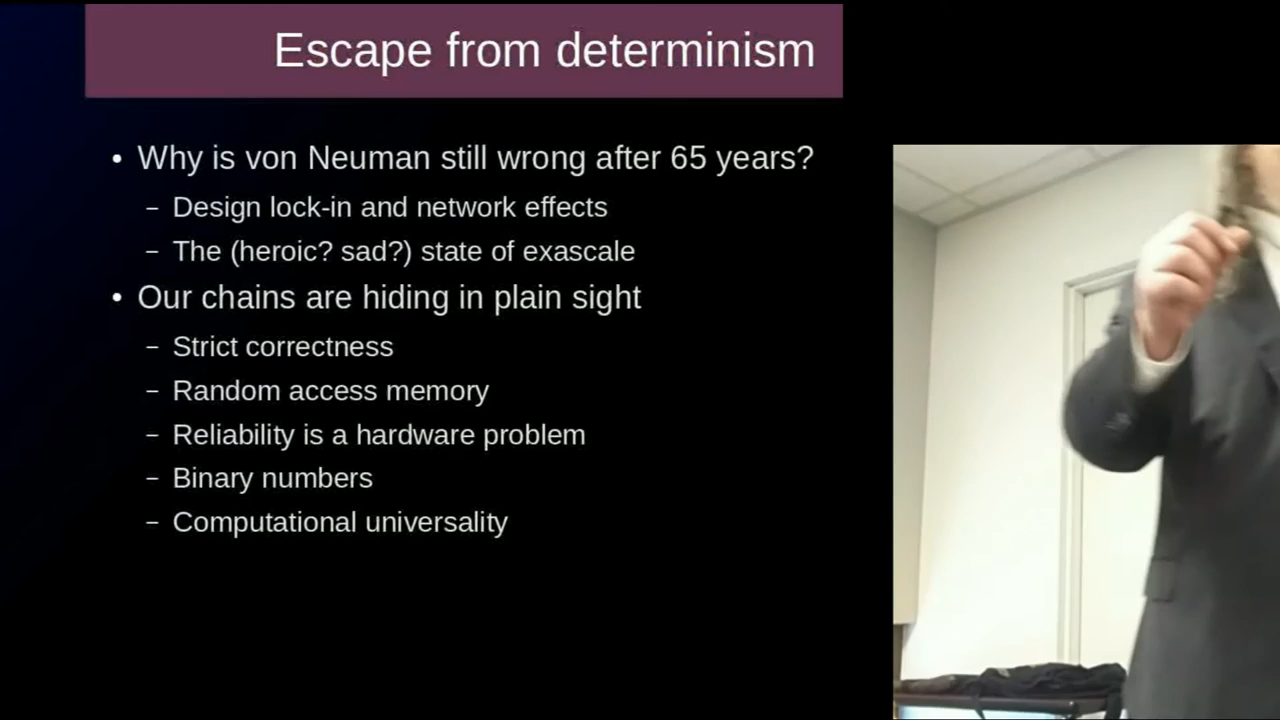 Escape from determinism
• Why is von Neuman still wrong after 65 years?
– Design lock-in and network effects
– The (heroic? sad?) state of exascale
• Our chains are hiding in plain sight
– Strict correctness
– Random access memory
– Reliability is a hardware problem
– Binary numbers
– Computational universality